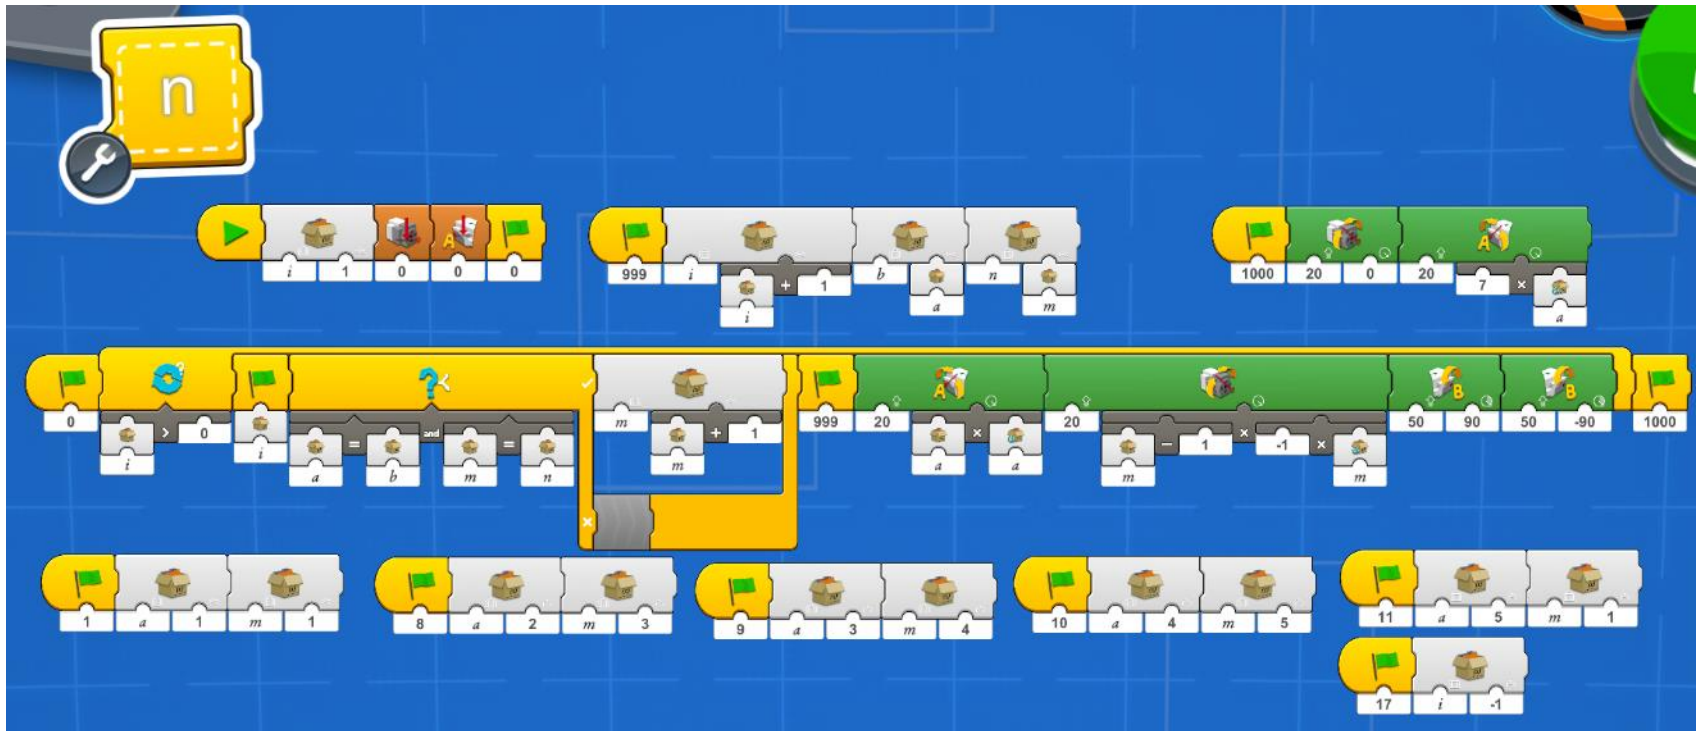 n
A
i 1 0 0 0
999 i + 1 b n
i a m
A
1000 20 0 20 7 ×
a
?
A B B
0 > 0 = and = m + 1 999 20 × 20 - 1 × -1 × 50 90 50 -90 1000
i i a b m n m a a m m
×
1 a 1 m 1
8 a 2 m 3
9 a 3 m 4
10 a 4 m 5
11 a 5 m 1
17 i -1